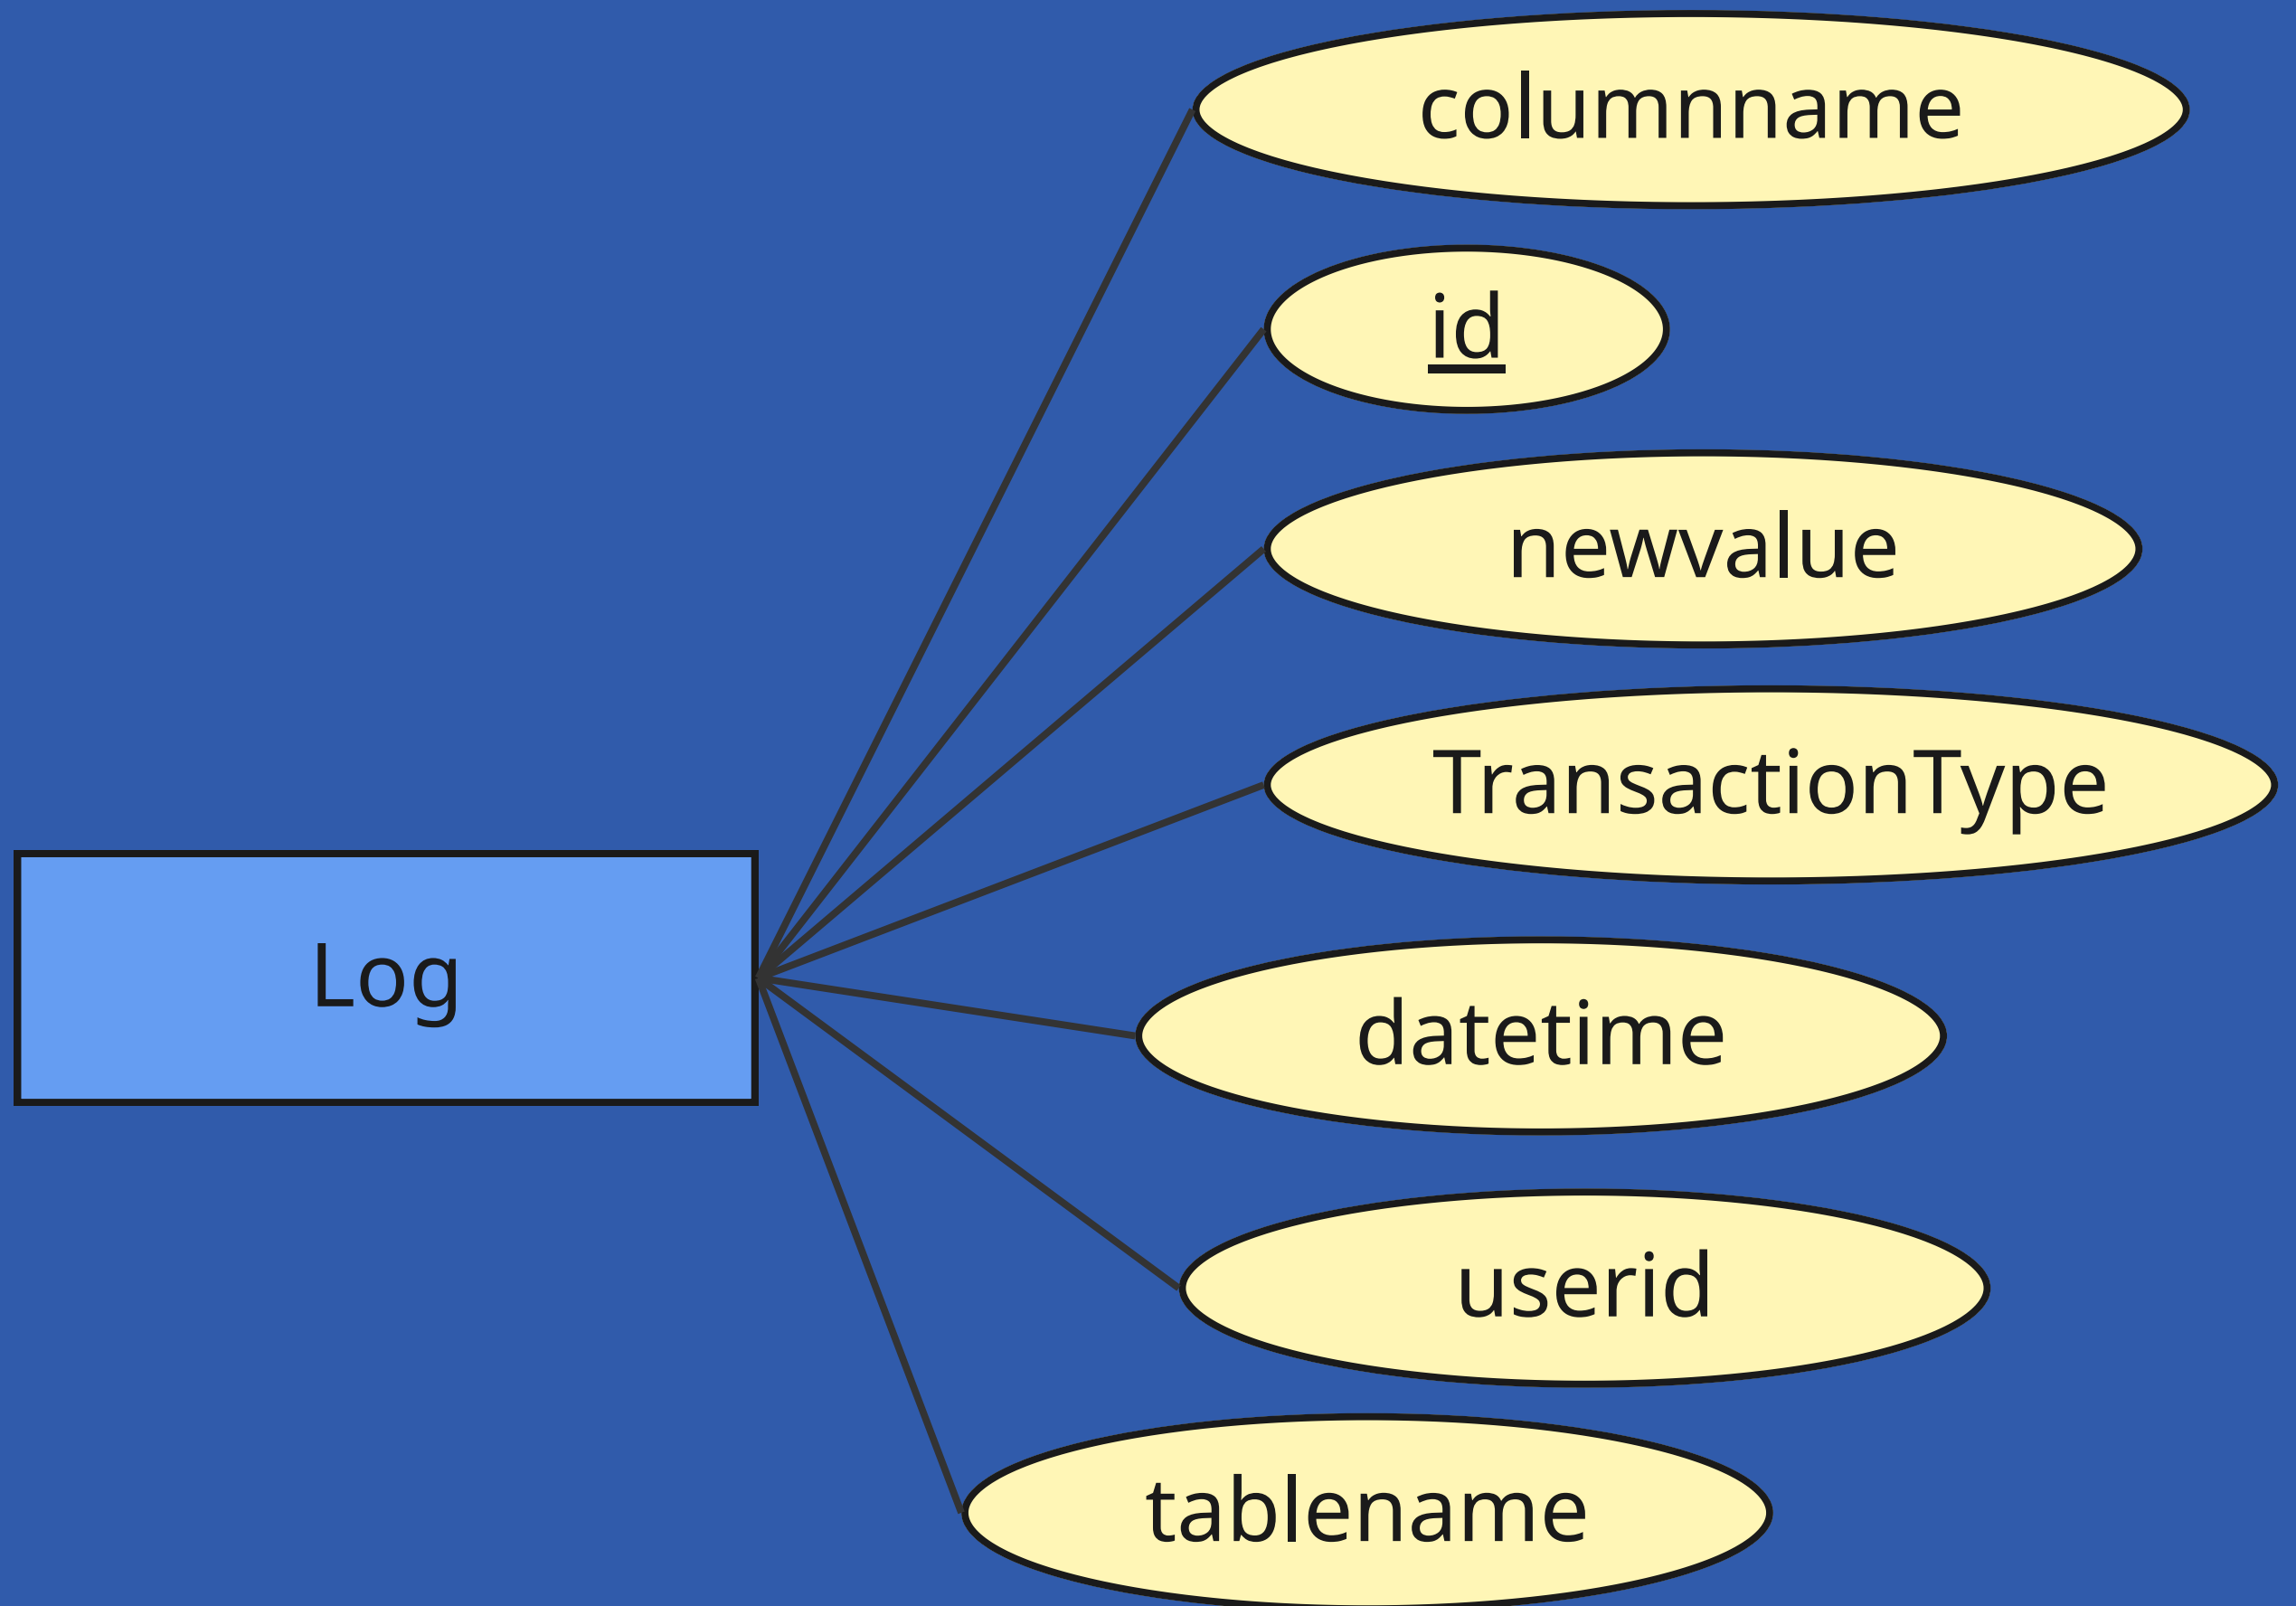 columnname
id
newvalue
TransactionType
Log
datetime
userid
tablename